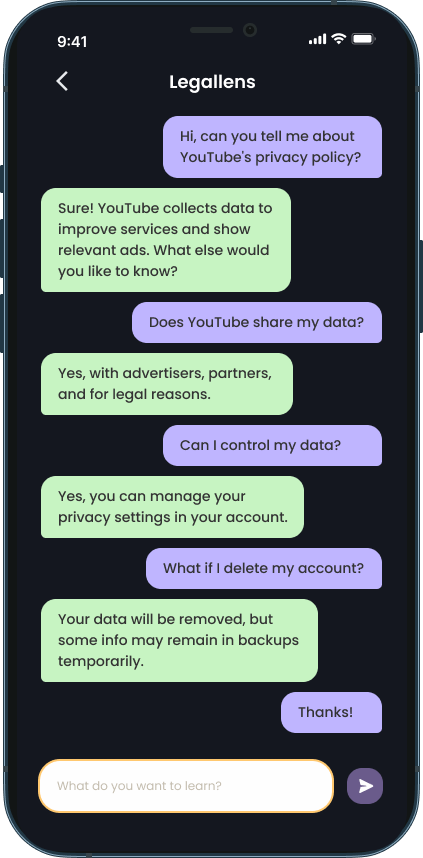 9:41
Legallens
Hi, can you tell me about
YouTube's privacy policy?
Sure! YouTube collects data to
improve services and show
relevant ads. What else would
you like to know?
Does YouTube share my data?
Yes, with advertisers, partners,
and for legal reasons.
Can I control my data?
Yes, you can manage your
privacy settings in your account.
What if I delete my account?
Your data will be removed, but
some info may remain in backups
temporarily.
Thanks!
What do you want to learn?